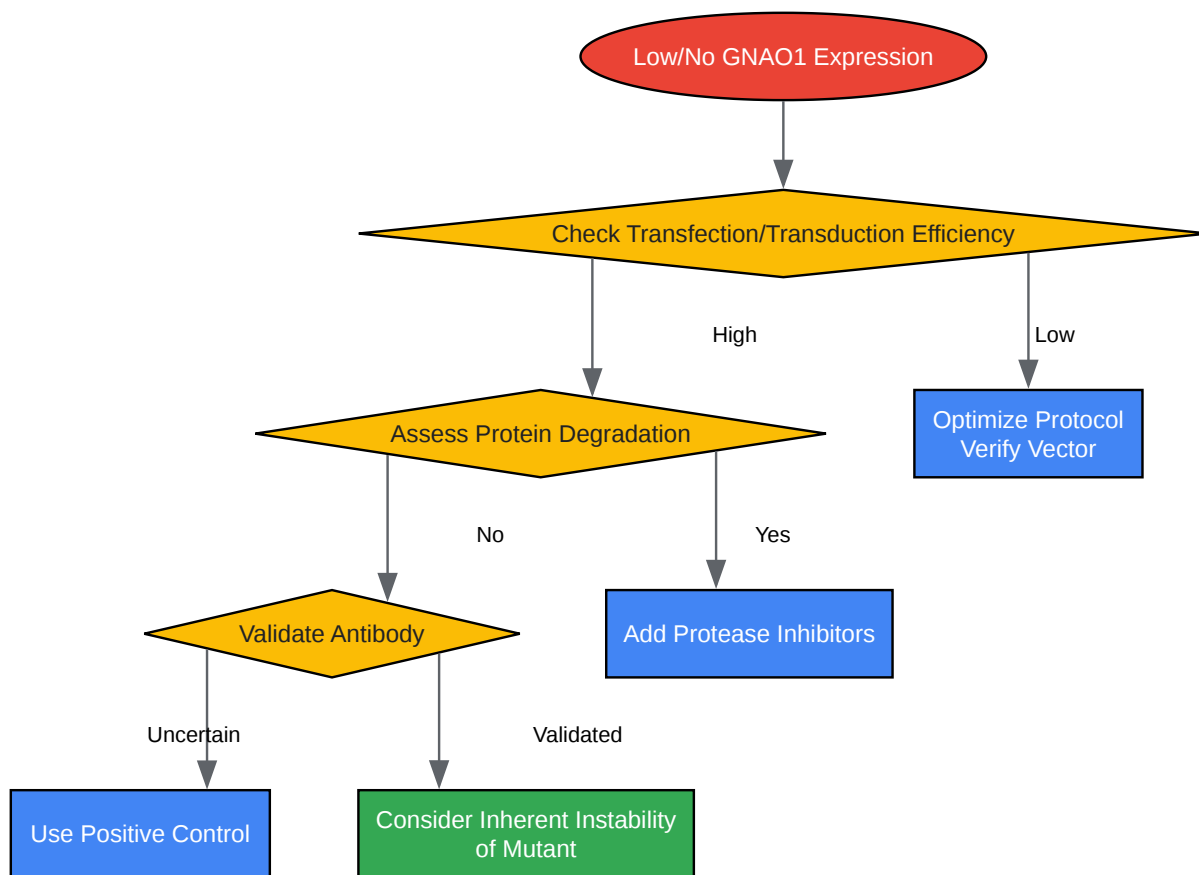 Low/No GNAO1 Expression
Check Transfection/Transduction Efficiency
High
Low
Optimize Protocol
Verify Vector
Assess Protein Degradation
No
Yes
Add Protease Inhibitors
Validate Antibody
Uncertain
Validated
Use Positive Control
Consider Inherent Instability
of Mutant